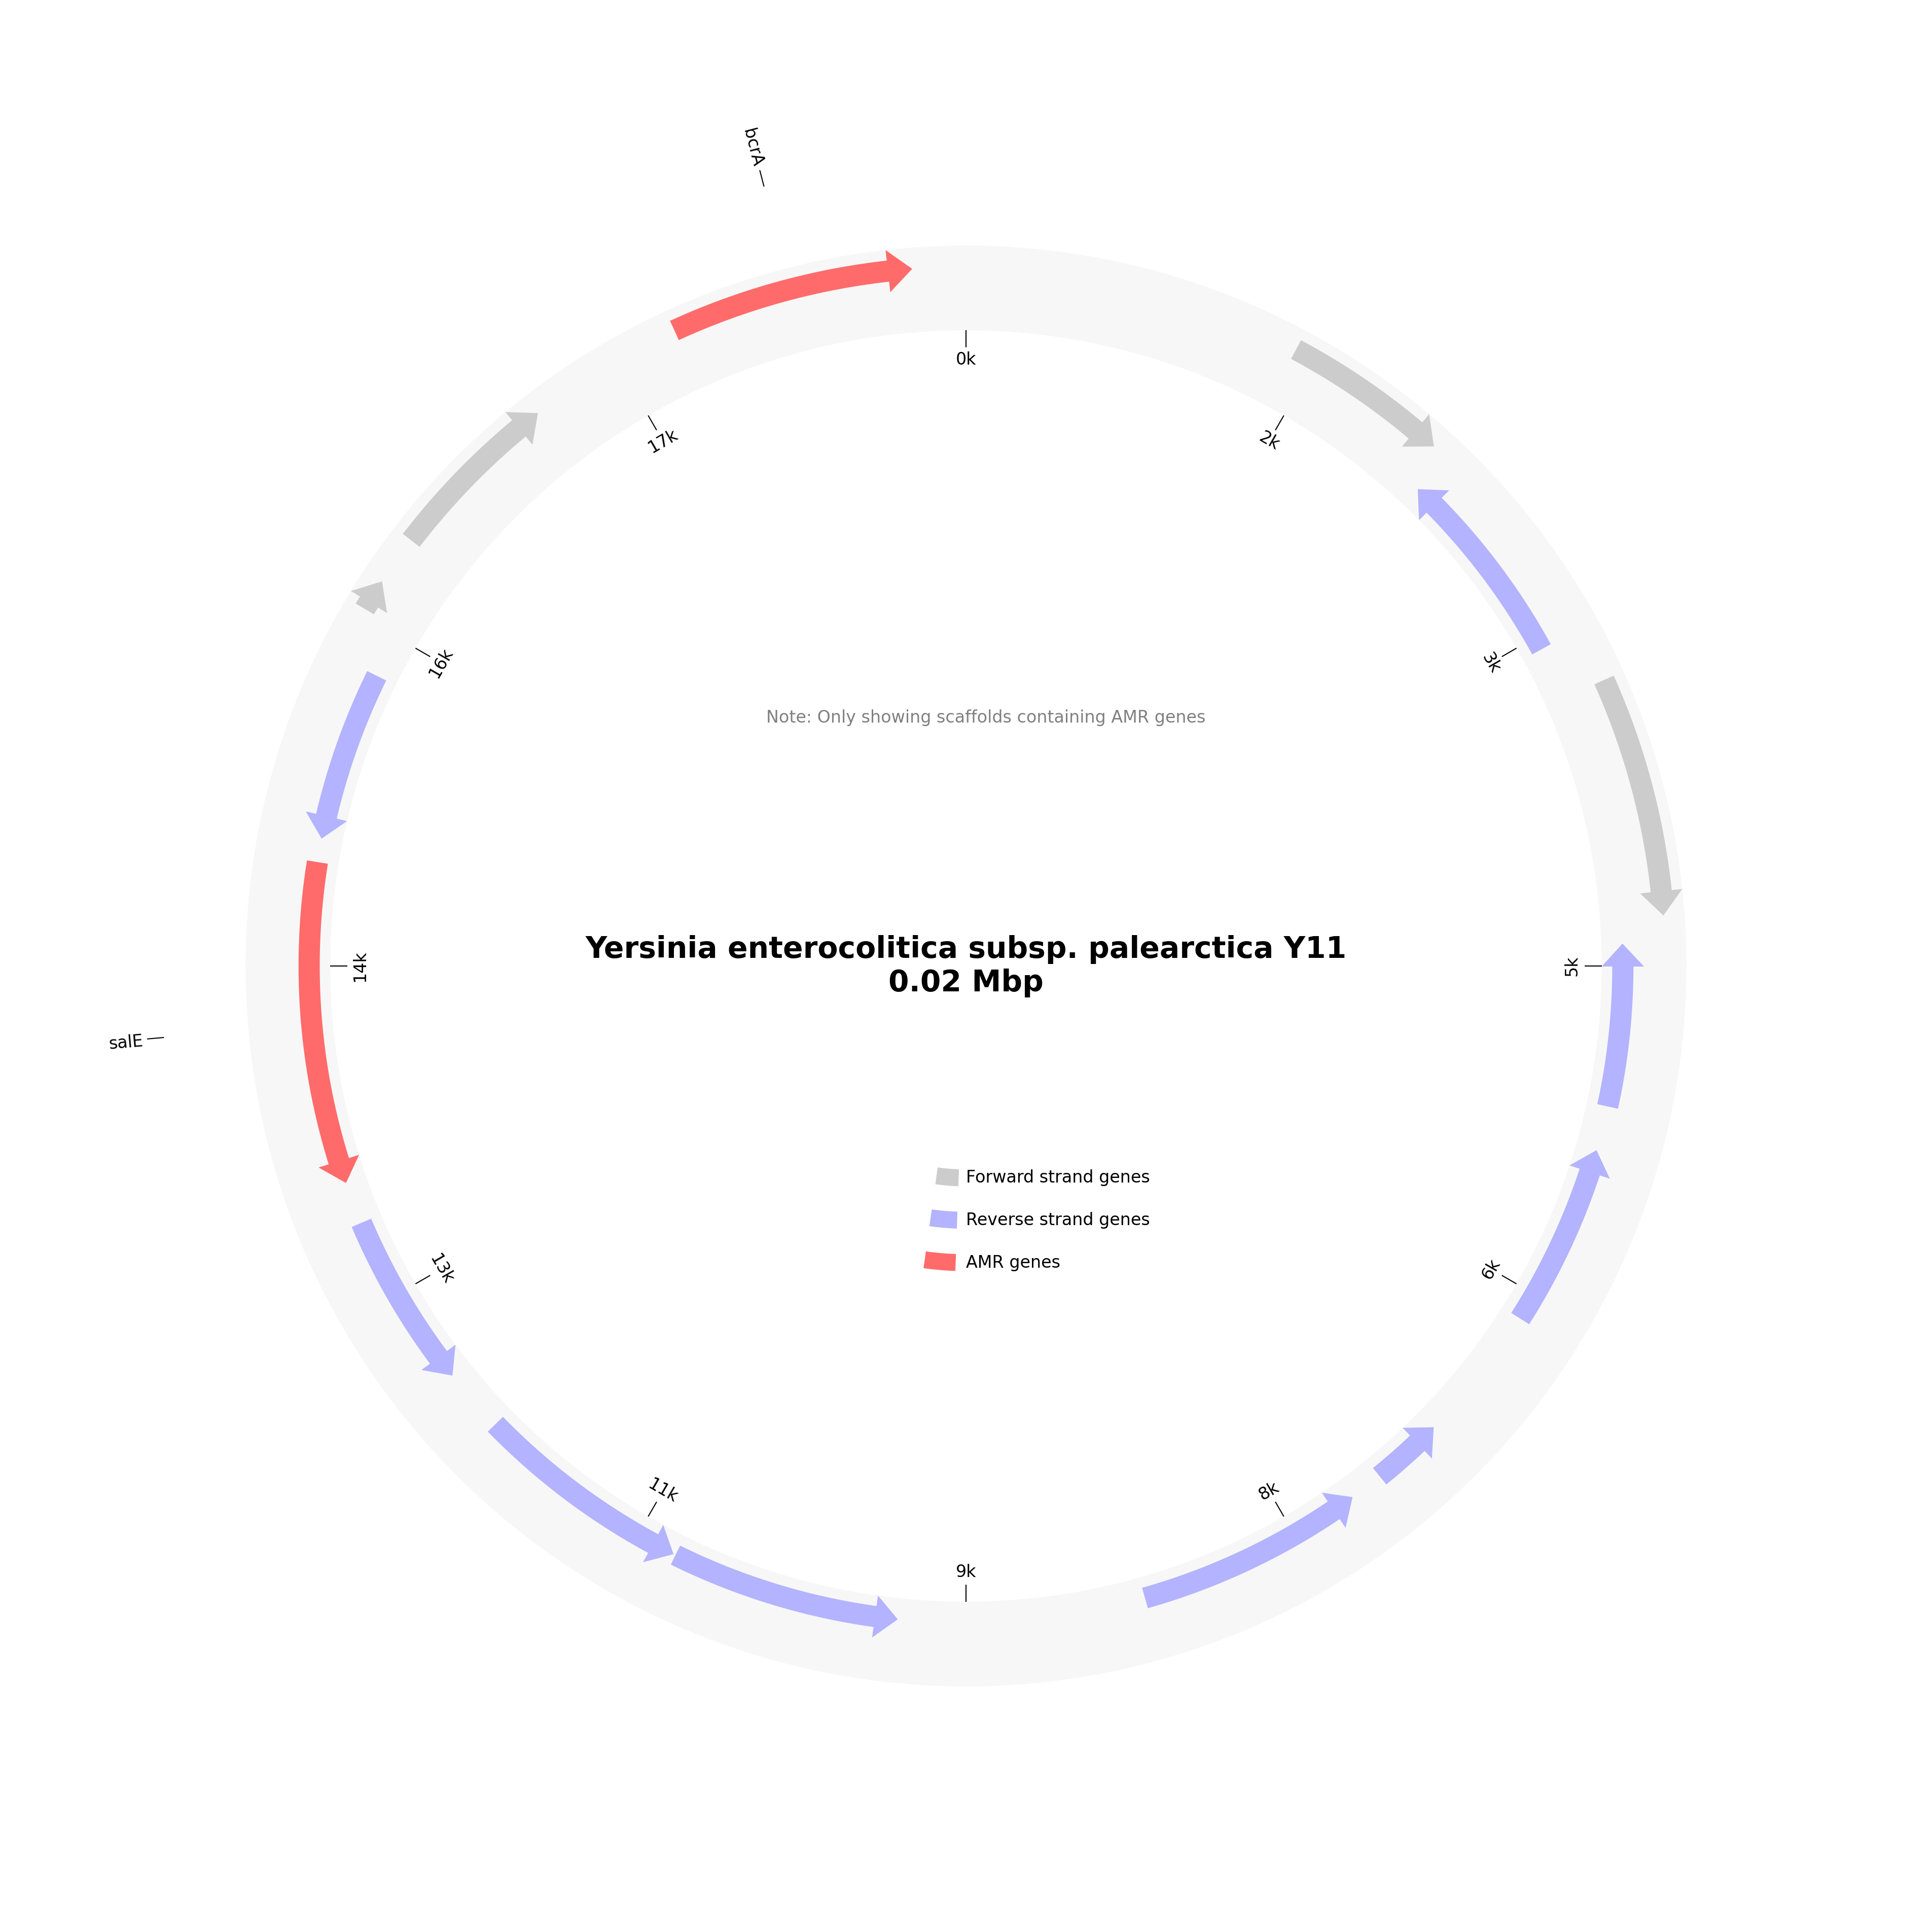 bcrA
0k
17k
2k
16k
3k
Note: Only showing scaffolds containing AMR genes
Yersinia enterocolitica subsp. palearctica Y11
0.02 Mbp
14k
5k
salE
Forward strand genes
Reverse strand genes
AMR genes
13k
6k
11k
8k
9k